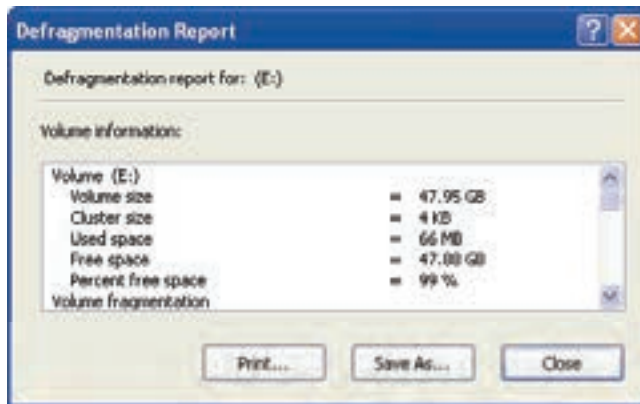 Defragmentation Report
Defragmentation report for: (E:)
Volume information:
Volume (E:)
Volume size = 47.95 GB
Cluster size = 4 KB
Used space = 66 MB
Free space = 47.88 GB
Percent free space = 99 %
Volume fragmentation
Print... Save As... Close